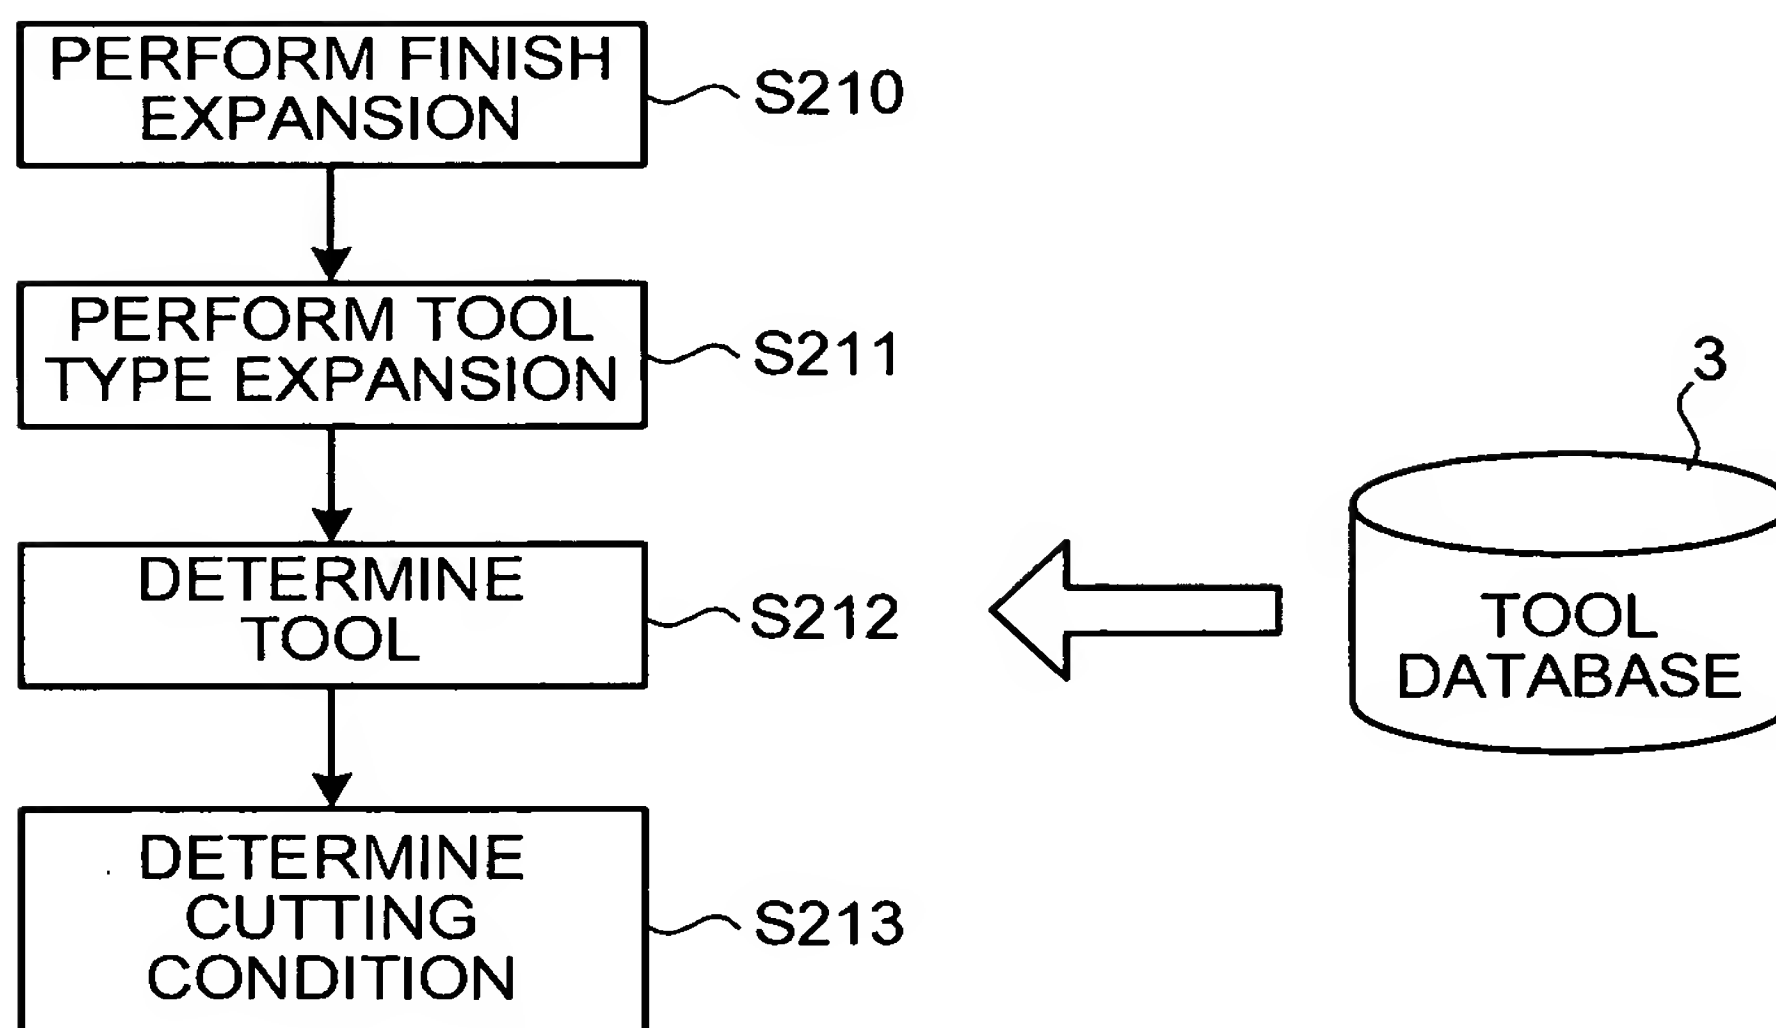 PERFORM FINISH
EXPANSION
S210
PERFORM TOOL
TYPE EXPANSION
S211
DETERMINE
TOOL
S212
DETERMINE
CUTTING
CONDITION
S213
3
TOOL
DATABASE